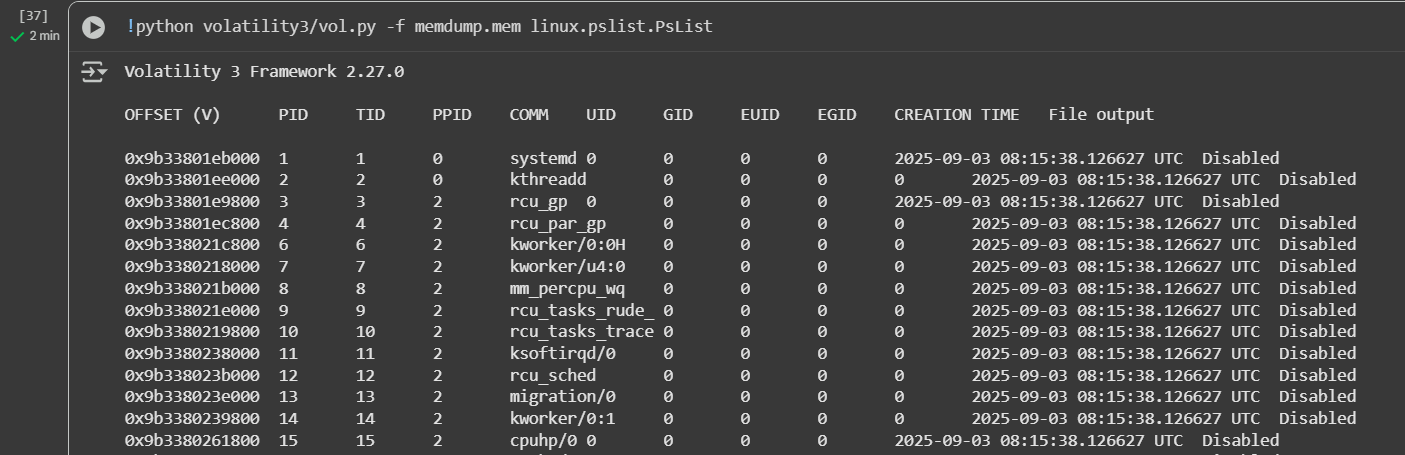 [37]
2 min
!python volatility3/vol.py -f memdump.mem linux.pslist.PsList
Volatility 3 Framework 2.27.0
OFFSET (V) PID TID PPID COMM UID GID EUID EGID CREATION TIME File output
0x9b33801eb000 1 1 0 systemd 0 0 0 0 2025-09-03 08:15:38.126627 UTC Disabled
0x9b33801ee000 2 2 0 kthreadd 0 0 0 0 2025-09-03 08:15:38.126627 UTC Disabled
0x9b33801e9800 3 3 2 rcu_gp 0 0 0 0 2025-09-03 08:15:38.126627 UTC Disabled
0x9b33801ec800 4 4 2 rcu_par_gp 0 0 0 0 2025-09-03 08:15:38.126627 UTC Disabled
0x9b338021c800 6 6 2 kworker/0:0H 0 0 0 0 2025-09-03 08:15:38.126627 UTC Disabled
0x9b3380218000 7 7 2 kworker/u4:0 0 0 0 0 2025-09-03 08:15:38.126627 UTC Disabled
0x9b338021b000 8 8 2 mm_percpu_wq 0 0 0 0 2025-09-03 08:15:38.126627 UTC Disabled
0x9b338021e000 9 9 2 rcu_tasks_rude_ 0 0 0 0 2025-09-03 08:15:38.126627 UTC Disabled
0x9b3380219800 10 10 2 rcu_tasks_trace 0 0 0 0 2025-09-03 08:15:38.126627 UTC Disabled
0x9b3380238000 11 11 2 ksoftirqd/0 0 0 0 0 2025-09-03 08:15:38.126627 UTC Disabled
0x9b338023b000 12 12 2 rcu_sched 0 0 0 0 2025-09-03 08:15:38.126627 UTC Disabled
0x9b338023e000 13 13 2 migration/0 0 0 0 0 2025-09-03 08:15:38.126627 UTC Disabled
0x9b3380239800 14 14 2 kworker/0:1 0 0 0 0 2025-09-03 08:15:38.126627 UTC Disabled
0x9b3380261800 15 15 2 cpuhp/0 0 0 0 0 2025-09-03 08:15:38.126627 UTC Disabled